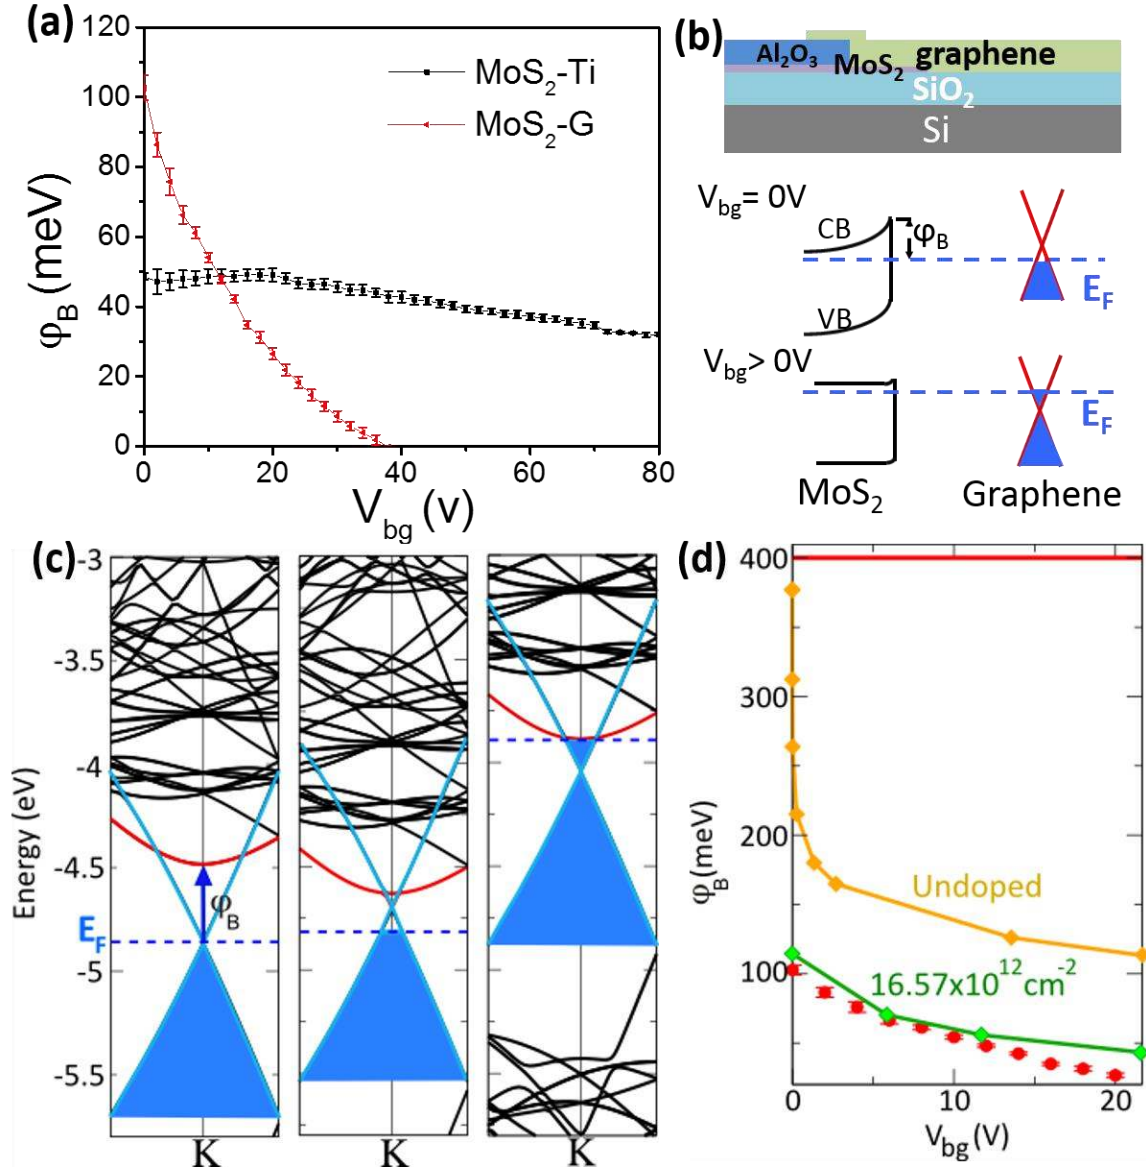 (a)
120
100
80
60
40
20
0
φB (meV)
MoS2-Ti
MoS2-G
0 20 40 60 80
Vbg (v)
(b)
Al2O3
MoS2
graphene
SiO2
Si
Vbg= 0V
CB
φB
EF
VB
Vbg> 0V
EF
MoS2 Graphene
(c)
-3
-3.5
-4
-4.5
-5
-5.5
Energy (eV)
φB
EF
K K K
(d)
400
300
200
100
φB(meV)
Undoped
16.57x10^12 cm^-2
0 10 20
Vbg (V)